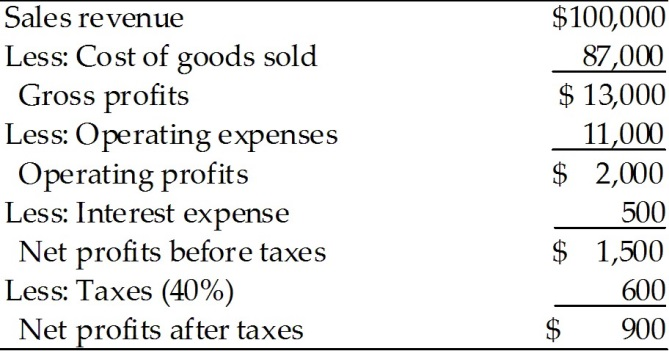 Sales revenue $100,000
Less: Cost of goods sold 87,000
Gross profits $ 13,000
Less: Operating expenses 11,000
Operating profits $ 2,000
Less: Interest expense 500
Net profits before taxes $ 1,500
Less: Taxes (40%) 600
Net profits after taxes $ 900